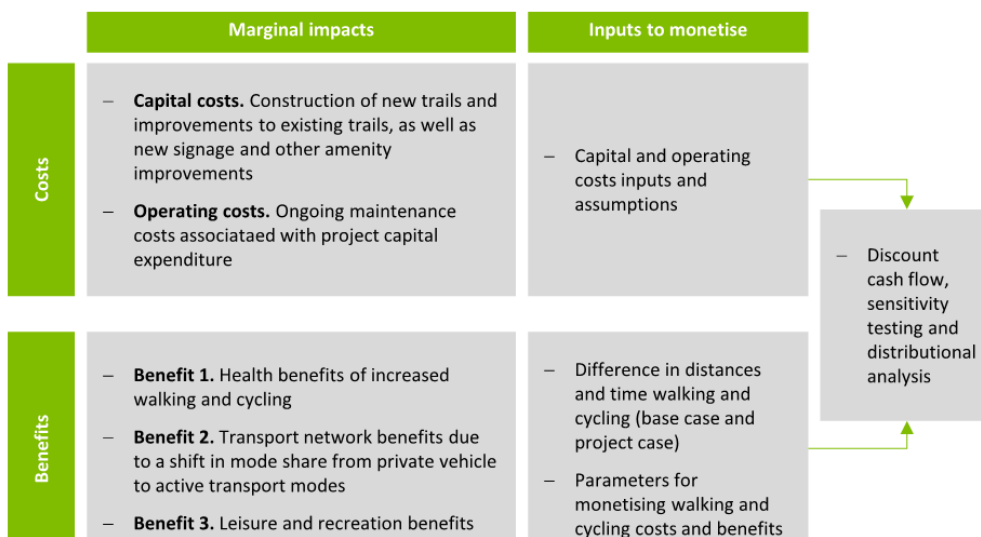 Marginal impacts
Inputs to monetise
Costs
– Capital costs. Construction of new trails and
improvements to existing trails, as well as
new signage and other amenity
improvements
– Operating costs. Ongoing maintenance
costs associataed with project capital
expenditure
– Capital and operating
costs inputs and
assumptions
– Discount
cash flow,
sensitivity
testing and
distributional
analysis
Benefits
– Benefit 1. Health benefits of increased
walking and cycling
– Benefit 2. Transport network benefits due
to a shift in mode share from private vehicle
to active transport modes
– Benefit 3. Leisure and recreation benefits
– Difference in distances
and time walking and
cycling (base case and
project case)
– Parameters for
monetising walking and
cycling costs and benefits